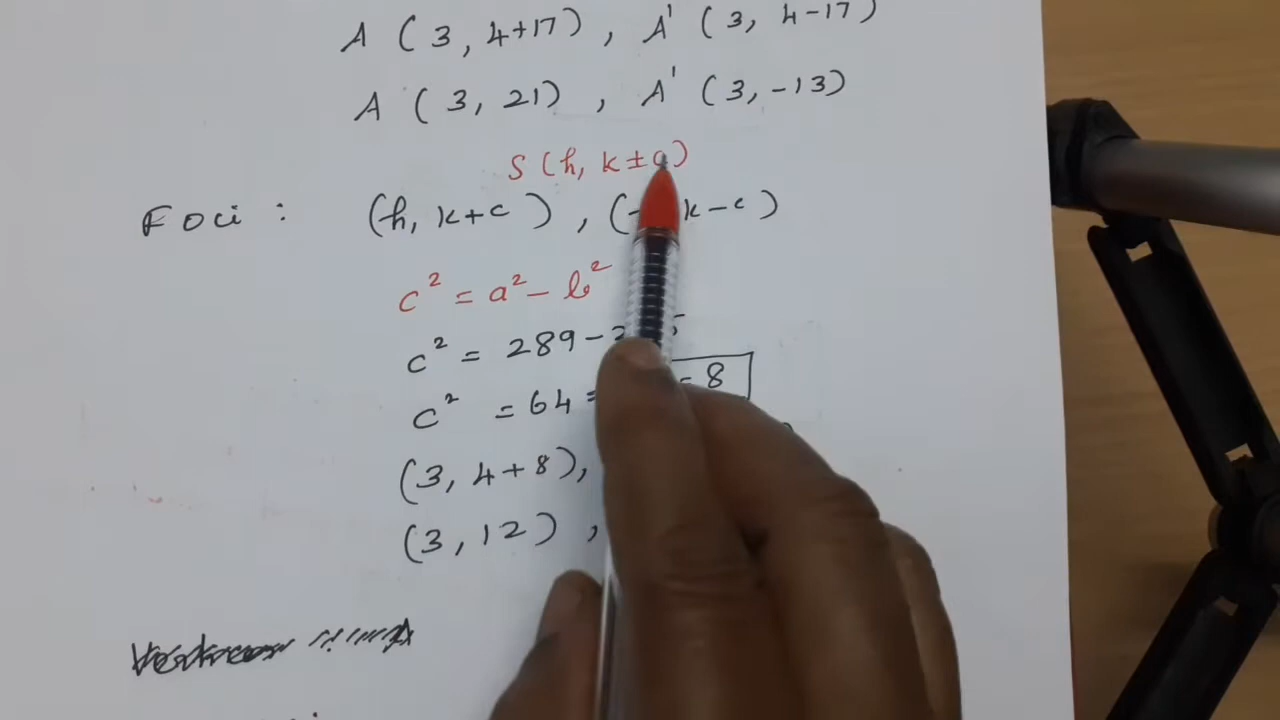 A ( 3, 4+17 ) , A' ( 3, 4-17 )
A ( 3, 21) , A' ( 3, -13)
S (h, k±c)
Foci : (h, k+c ) , ( k-c )
c² = a² - b²
c² = 289 -
c² = 64 = = 8
(3, 4+8),
(3, 12) ,